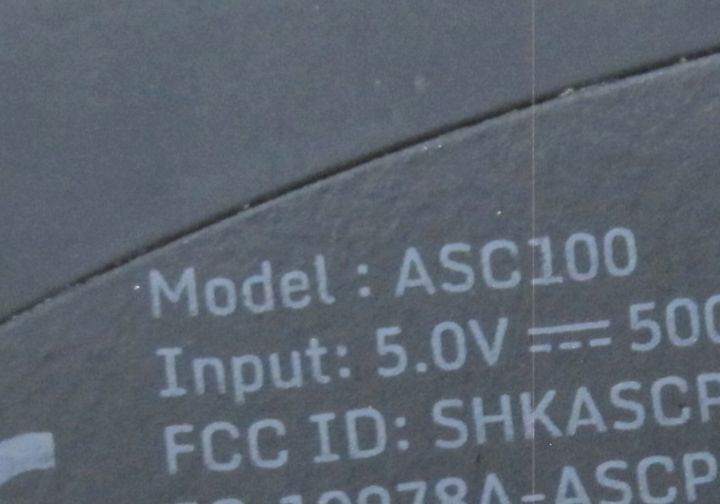 Model : ASC100
Input: 5.0V ⎓ 500
FCC ID: SHKASCP